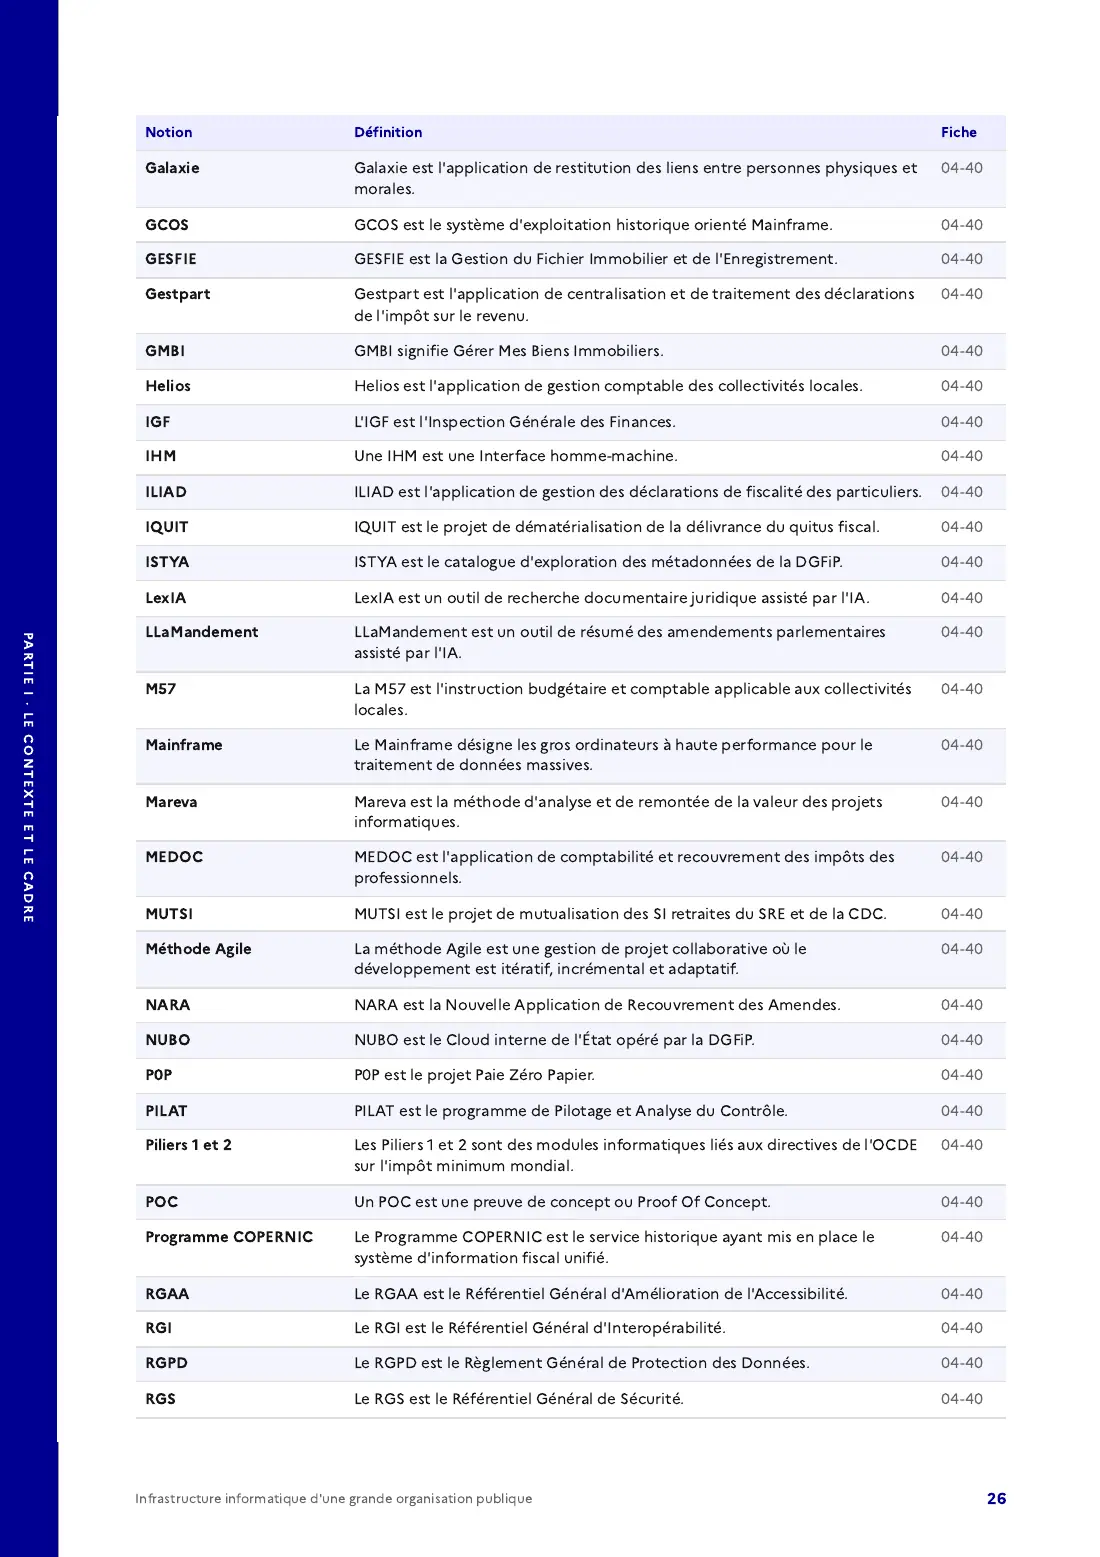 Notion Définition Fiche
Galaxie Galaxie est l'application de restitution des liens entre personnes physiques et 04-40
morales.
GCOS GCOS est le système d'exploitation historique orienté Mainframe. 04-40
GESFIE GESFIE est la Gestion du Fichier Immobilier et de l'Enregistrement. 04-40
Gestpart Gestpart est l'application de centralisation et de traitement des déclarations 04-40
de l'impôt sur le revenu.
GMBI GMBI signifie Gérer Mes Biens Immobiliers. 04-40
Helios Helios est l'application de gestion comptable des collectivités locales. 04-40
IGF L'IGF est l'Inspection Générale des Finances. 04-40
IHM Une IHM est une Interface homme-machine. 04-40
ILIAD ILIAD est l'application de gestion des déclarations de fiscalité des particuliers. 04-40
IQUIT IQUIT est le projet de dématérialisation de la délivrance du quitus fiscal. 04-40
ISTYA ISTYA est le catalogue d'exploration des métadonnées de la DGFiP. 04-40
LexIA LexIA est un outil de recherche documentaire juridique assisté par l'IA. 04-40
LLaMandement LLaMandement est un outil de résumé des amendements parlementaires 04-40
assisté par l'IA.
M57 La M57 est l'instruction budgétaire et comptable applicable aux collectivités 04-40
locales.
Mainframe Le Mainframe désigne les gros ordinateurs à haute performance pour le 04-40
traitement de données massives.
Mareva Mareva est la méthode d'analyse et de remontée de la valeur des projets 04-40
informatiques.
MEDOC MEDOC est l'application de comptabilité et recouvrement des impôts des 04-40
professionnels.
MUTSI MUTSI est le projet de mutualisation des SI retraites du SRE et de la CDC. 04-40
Méthode Agile La méthode Agile est une gestion de projet collaborative où le 04-40
développement est itératif, incrémental et adaptatif.
NARA NARA est la Nouvelle Application de Recouvrement des Amendes. 04-40
NUBO NUBO est le Cloud interne de l'État opéré par la DGFiP. 04-40
P0P P0P est le projet Paie Zéro Papier. 04-40
PILAT PILAT est le programme de Pilotage et Analyse du Contrôle. 04-40
Piliers 1 et 2 Les Piliers 1 et 2 sont des modules informatiques liés aux directives de l'OCDE 04-40
sur l'impôt minimum mondial.
POC Un POC est une preuve de concept ou Proof Of Concept. 04-40
Programme COPERNIC Le Programme COPERNIC est le service historique ayant mis en place le 04-40
système d'information fiscal unifié.
RGAA Le RGAA est le Référentiel Général d'Amélioration de l'Accessibilité. 04-40
RGI Le RGI est le Référentiel Général d'Interopérabilité. 04-40
RGPD Le RGPD est le Règlement Général de Protection des Données. 04-40
RGS Le RGS est le Référentiel Général de Sécurité. 04-40
PARTIE I · LE CONTEXTE ET LE CADRE
Infrastructure informatique d'une grande organisation publique 26